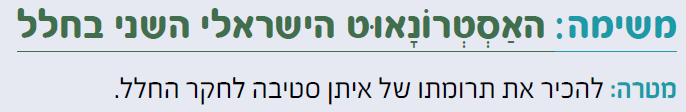 משימה: האַסְטְרוֹנָאוּט הישראלי השני בחלל
מטרה: להכיר את תרומתו של איתן סטיבה לחקר החלל.